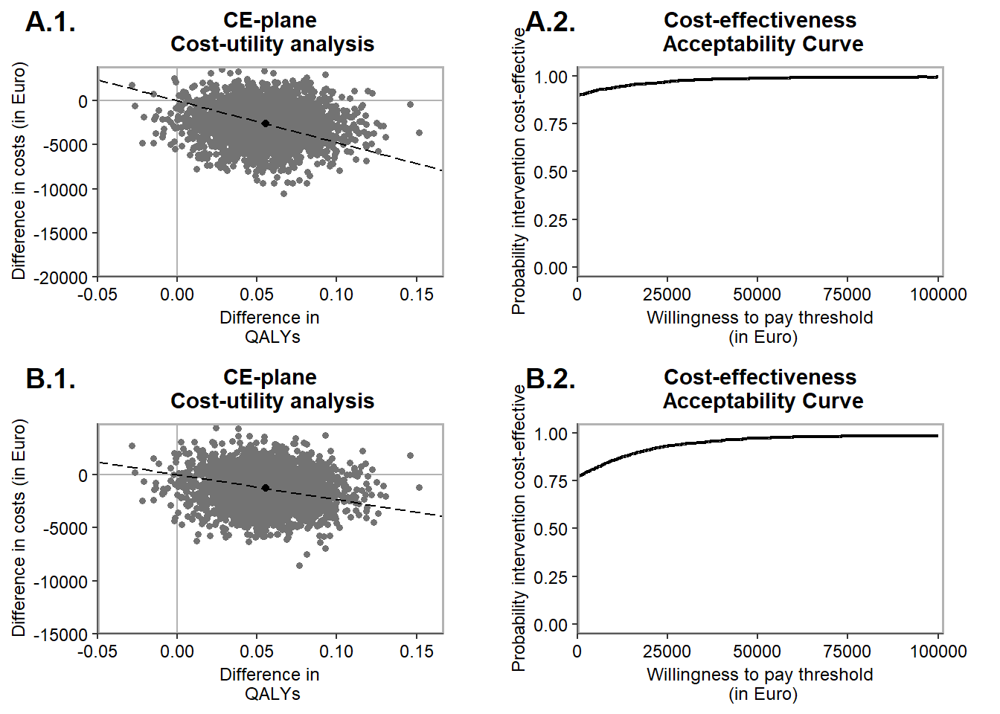 A.1.
CE-plane
Cost-utility analysis
Difference in costs (in Euro)
0
-5000
-10000
-15000
-20000
-0.05 0.00 0.05 0.10 0.15
Difference in
QALYs
A.2.
Cost-effectiveness
Acceptability Curve
Probability intervention cost-effective
1.00
0.75
0.50
0.25
0.00
0 25000 50000 75000 100000
Willingness to pay threshold
(in Euro)
B.1.
CE-plane
Cost-utility analysis
Difference in costs (in Euro)
0
-5000
-10000
-15000
-0.05 0.00 0.05 0.10 0.15
Difference in
QALYs
B.2.
Cost-effectiveness
Acceptability Curve
Probability intervention cost-effective
1.00
0.75
0.50
0.25
0.00
0 25000 50000 75000 100000
Willingness to pay threshold
(in Euro)